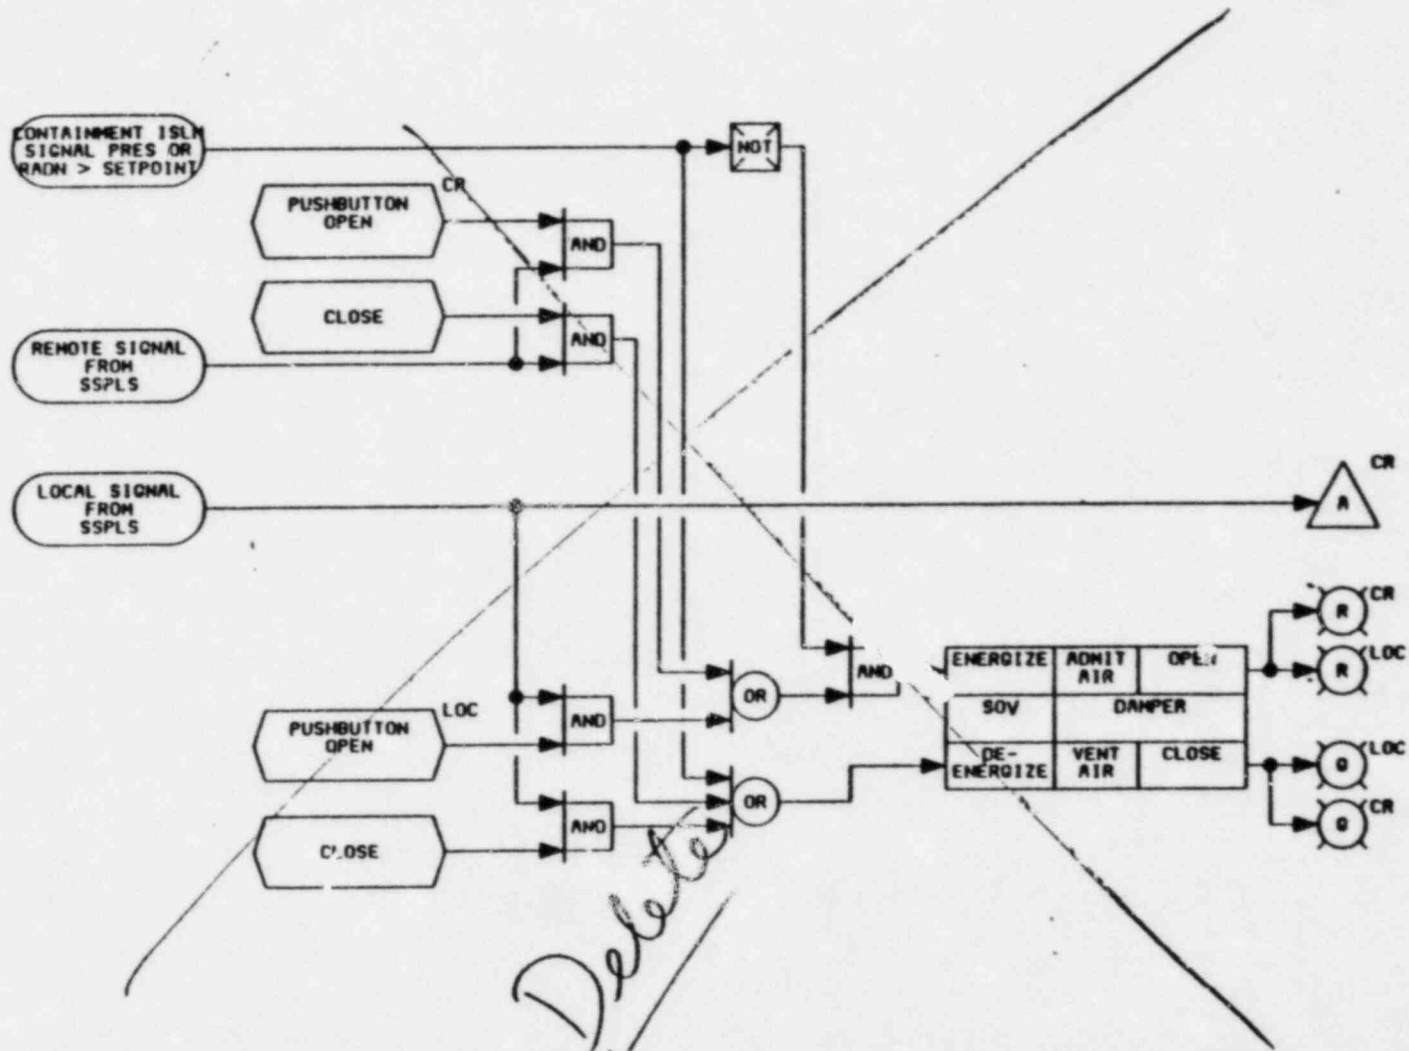 CONTAINMENT ISLN
SIGNAL PRES OR
RADN > SETPOINT
NOT
CR
PUSHBUTTON
OPEN
AND
CLOSE
AND
REMOTE SIGNAL
FROM
SSPLS
LOCAL SIGNAL
FROM
SSPLS
CR
A
R
CR
R
LOC
ENERGIZE
ADMIT
AIR
OPEN
SOV
DAMPER
DE-
ENERGIZE
VENT
AIR
CLOSE
AND
OR
LOC
PUSHBUTTON
OPEN
AND
G
LOC
G
CR
OR
AND
CLOSE
Delete